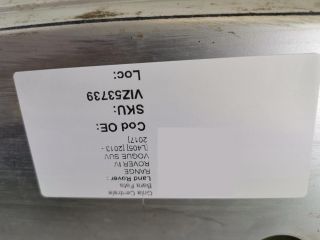 Grila Centrala
Bara Fata
Land Rover :
RANGE
ROVER IV
VOGUE SUV
[L405] [2013 -
2017]
Cod OE:
SKU:
VIZ53739
Loc: